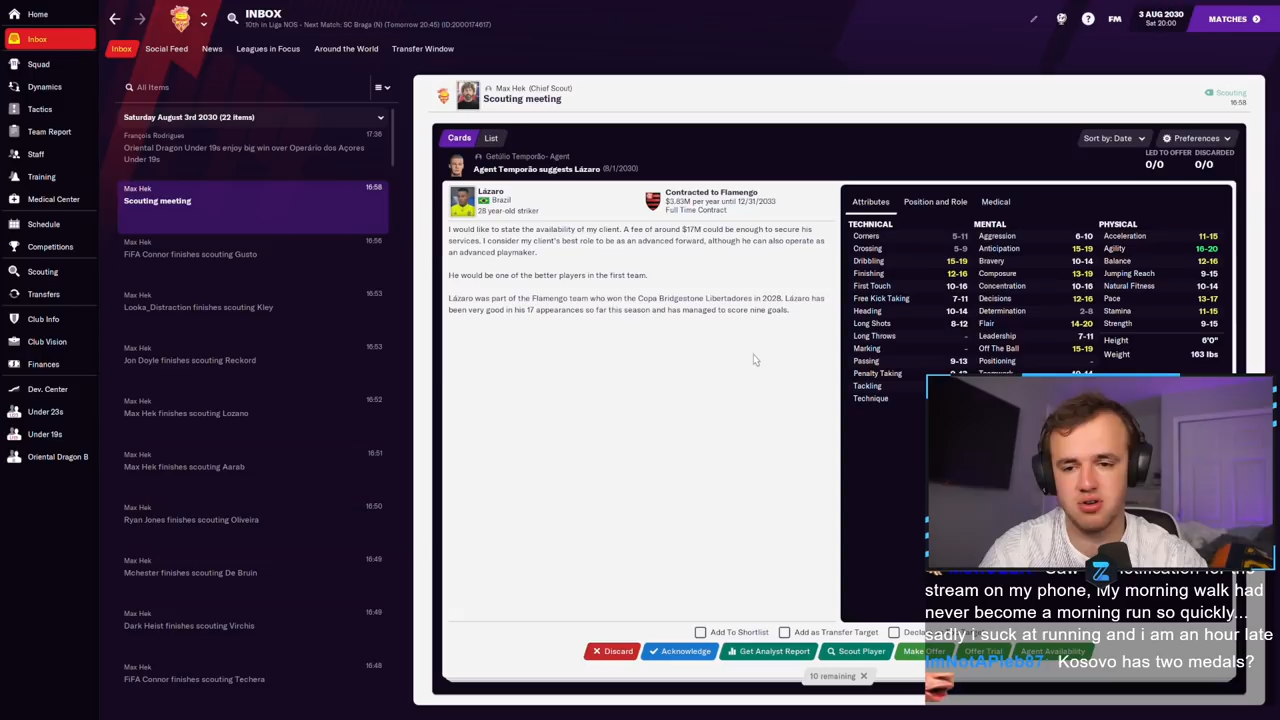 Home
Inbox
Squad
Dynamics
Tactics
Team Report
Staff
Training
Medical Center
Schedule
Competitions
Scouting
Transfers
Club Info
Club Vision
Finances
Dev. Center
Under 23s
Under 19s
Oriental Dragon B
INBOX
10th in Liga NOS - Next Match: SC Braga (N) (Tomorrow 20:45) (ID:2000174617)
FM
3 AUG 2030
Sat 20:00
MATCHES
Inbox
Social Feed
News
Leagues in Focus
Around the World
Transfer Window
All Items
Saturday August 3rd 2030 (22 items)
François Rodrigues 17:36
Oriental Dragon Under 19s enjoy big win over Operário dos Açores
Under 19s
Max Hek 16:58
Scouting meeting
Max Hek 16:56
FiFA Connor finishes scouting Gusto
Max Hek 16:53
Looka_Distraction finishes scouting Kley
Max Hek 16:53
Jon Doyle finishes scouting Reckord
Max Hek 16:52
Max Hek finishes scouting Lozano
Max Hek 16:51
Max Hek finishes scouting Aarab
Max Hek 16:50
Ryan Jones finishes scouting Oliveira
Max Hek 16:49
Mchester finishes scouting De Bruin
Max Hek 16:49
Dark Heist finishes scouting Virchis
Max Hek 16:48
FiFA Connor finishes scouting Techera
Max Hek (Chief Scout)
Scouting meeting
Scouting
16:58
Cards
List
Sort by: Date
Preferences
Getúlio Temporão- Agent
Agent Temporão suggests Lázaro (8/1/2030)
LED TO OFFER DISCARDED
0/0 0/0
Lázaro
Brazil
28 year-old striker
Contracted to Flamengo
$3.83M per year until 12/31/2033
Full Time Contract
I would like to state the availability of my client. A fee of around $17M could be enough to secure his
services. I consider my client's best role to be as an advanced forward, although he can also operate as
an advanced playmaker.
He would be one of the better players in the first team.
Lázaro was part of the Flamengo team who won the Copa Bridgestone Libertadores in 2028. Lázaro has
been very good in his 17 appearances so far this season and has managed to score nine goals.
Attributes Position and Role Medical
TECHNICAL MENTAL PHYSICAL
Corners 5-11 Aggression 6-10 Acceleration 11-15
Crossing 5-9 Anticipation 15-19 Agility 16-20
Dribbling 15-19 Bravery 10-14 Balance 12-16
Finishing 12-16 Composure 13-19 Jumping Reach 9-15
First Touch 10-16 Concentration 10-16 Natural Fitness 10-14
Free Kick Taking 7-11 Decisions 12-16 Pace 13-17
Heading 10-14 Determination 2-8 Stamina 11-15
Long Shots 8-12 Flair 14-20 Strength 9-15
Long Throws - Leadership 7-11 Height 6'0"
Marking - Off The Ball 15-19 Weight 163 lbs
Passing 9-13 Positioning -
Penalty Taking
Tackling
Technique
Add To Shortlist
Add as Transfer Target
Discard
Acknowledge
Get Analyst Report
Scout Player
Make Offer
Offer Trial
Agent Availability
10 remaining
stream on my phone, My morning walk had
never become a morning run so quickly...
sadly i suck at running and i am an hour late
ImNotAPleb87 Kosovo has two medals?